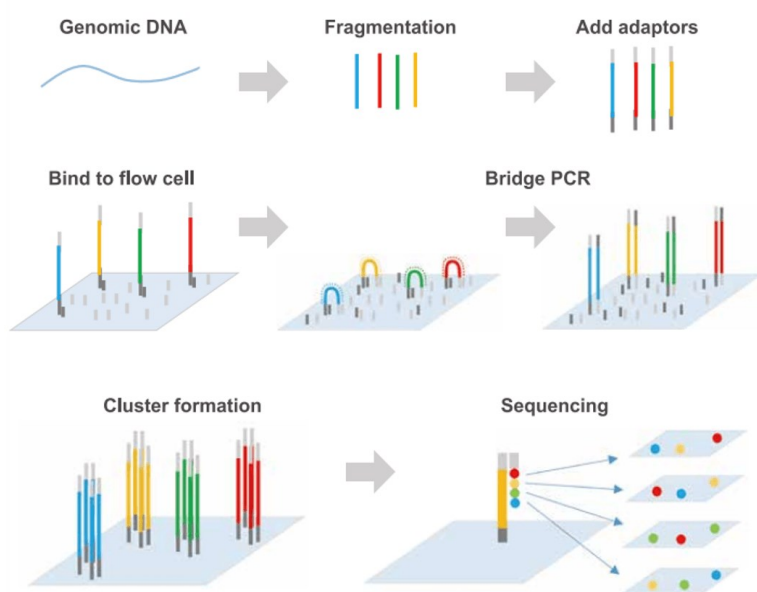 Genomic DNA
Fragmentation
Add adaptors
Bind to flow cell
Bridge PCR
Cluster formation
Sequencing